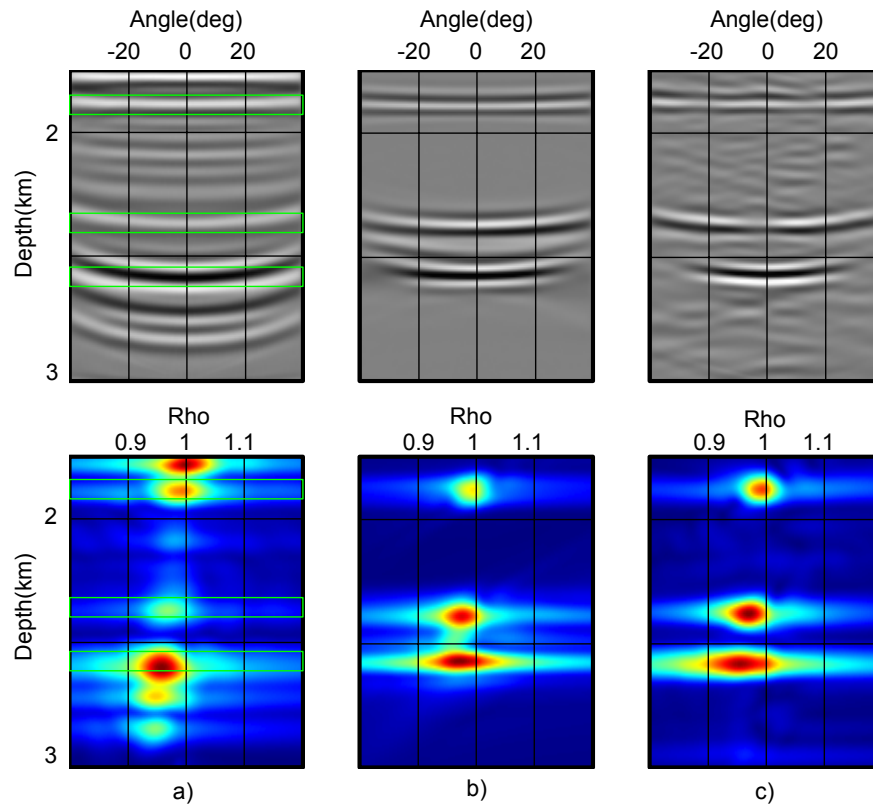 Angle(deg) Angle(deg) Angle(deg)
-20 0 20 -20 0 20 -20 0 20
Depth(km)
2
3
Rho Rho Rho
0.9 1 1.1 0.9 1 1.1 0.9 1 1.1
Depth(km)
2
3
a) b) c)